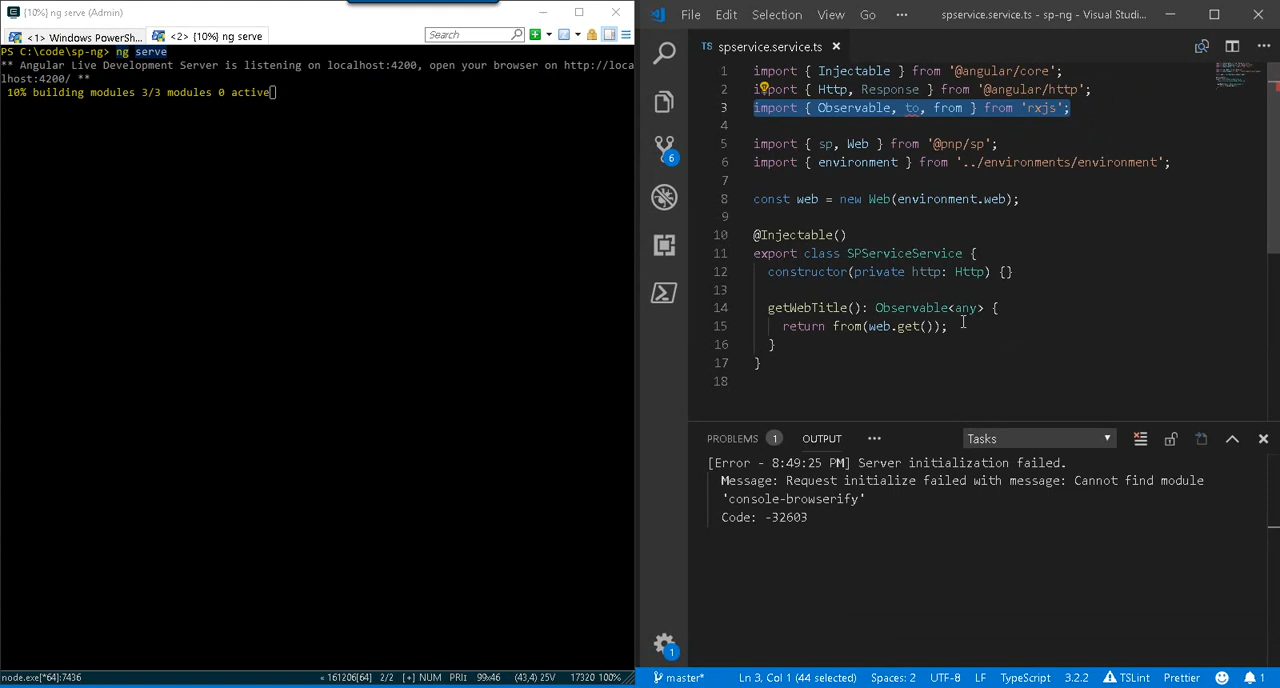 {10%} ng serve (Admin)
<1> Windows PowerSh...
<2> {10%} ng serve
Search
PS C:\code\sp-ng> ng serve
** Angular Live Development Server is listening on localhost:4200, open your browser on http://loca
lhost:4200/ **
10% building modules 3/3 modules 0 active
node.exe[*64]:7436
« 161206[64] 2/2 [+] NUM PRI↕ 99x46 (43,4) 25V 17320 100%
File Edit Selection View Go ... spservice.service.ts - sp-ng - Visual Studi...
TS spservice.service.ts
1 import { Injectable } from '@angular/core';
2 import { Http, Response } from '@angular/http';
3 import { Observable, to, from } from 'rxjs';
4
5 import { sp, Web } from '@pnp/sp';
6 import { environment } from '../environments/environment';
7
8 const web = new Web(environment.web);
9
10 @Injectable()
11 export class SPServiceService {
12 constructor(private http: Http) {}
13
14 getWebTitle(): Observable<any> {
15 return from(web.get());
16 }
17 }
18
6
PROBLEMS 1 OUTPUT ... Tasks
[Error - 8:49:25 PM] Server initialization failed.
Message: Request initialize failed with message: Cannot find module
'console-browserify'
Code: -32603
1
master* Ln 3, Col 1 (44 selected) Spaces: 2 UTF-8 LF TypeScript 3.2.2 TSLint Prettier 1